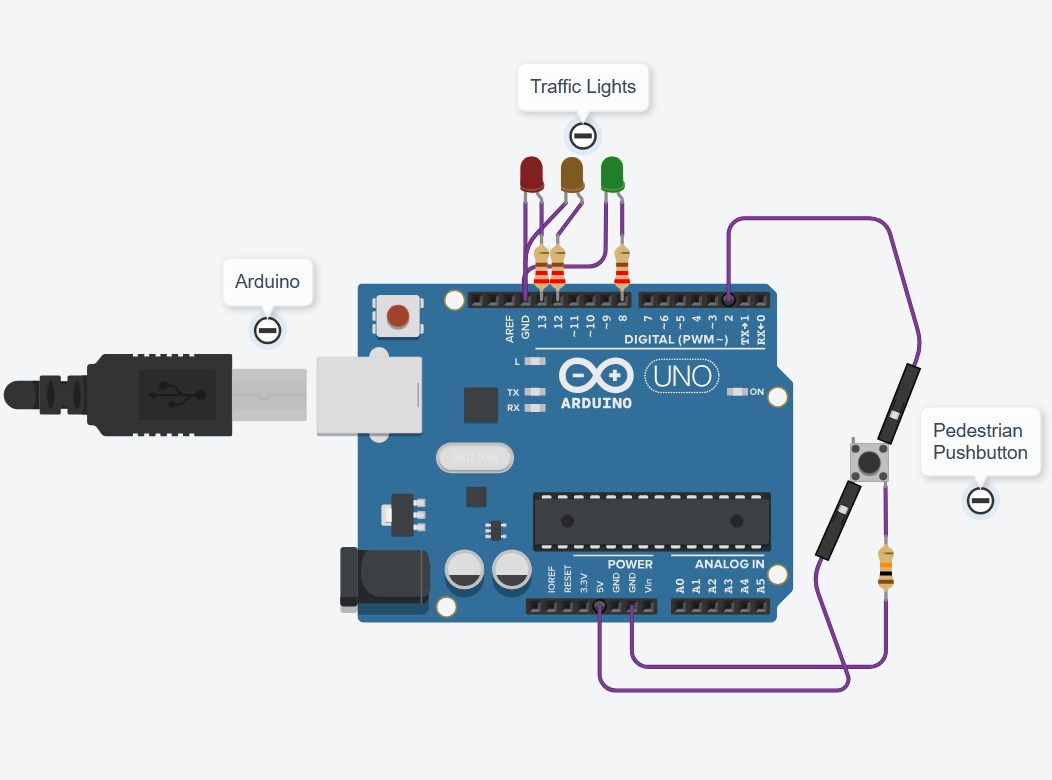 Traffic Lights
Arduino
AREF
GND
13
12
~11
~10
~9
8
7
~6
~5
4
~3
2
TX→1
RX←0
DIGITAL (PWM~)
L
TX
RX
ARDUINO
UNO
ON
Pedestrian
Pushbutton
POWER
ANALOG IN
IOREF
RESET
3.3V
5V
GND
GND
Vin
A0
A1
A2
A3
A4
A5